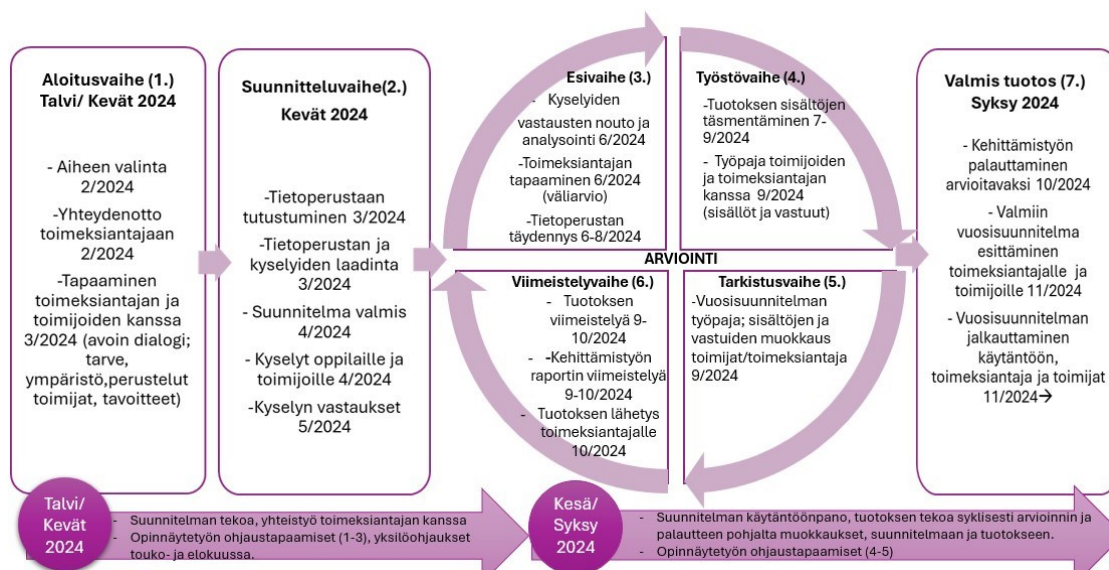 Aloitusvaihe (1.)
Talvi/ Kevät 2024
- Aiheen valinta
2/2024
-Yhteydenotto
toimeksiantajaan
2/2024
-Tapaaminen
toimeksiantajan ja
toimijoiden kanssa
3/2024 (avoin dialogi;
tarve,
ympäristö,perustelut
toimijat, tavoitteet)
Suunnitteluvaihe(2.)
Kevät 2024
-Tietoperustaan
tutustuminen 3/2024
-Tietoperustan ja
kyselyiden laadinta
3/2024
- Suunnitelma valmis
4/2024
- Kyselyt oppilaille ja
toimijoille 4/2024
-Kyselyn vastaukset
5/2024
Esivaihe (3.)
- Kyselyiden
vastausten nouto ja
analysointi 6/2024
-Toimeksiantajan
tapaaminen 6/2024
(väliarvio)
-Tietoperustan
täydennys 6-8/2024
Työstövaihe (4.)
-Tuotoksen sisältöjen
täsmentäminen 7-
9/2024
- Työpaja toimijoiden
ja toimeksiantajan
kanssa 9/2024
(sisällöt ja vastuut)
ARVIOINTI
Viimeistelyvaihe (6.)
- Tuotoksen
viimeistelyä 9-
10/2024
- -Kehittämistyön
raportin viimeistelyä
9-10/2024
- Tuotoksen lähetys
toimeksiantajalle
10/2024
Tarkistusvaihe (5.)
-Vuosisuunnitelman
työpaja; sisältöjen ja
vastuiden muokkaus
toimijat/toimeksiantaja
9/2024
Valmis tuotos (7.)
Syksy 2024
- Kehittämistyön
palauttaminen
arvioitavaksi 10/2024
- Valmiin
vuosisuunnitelma
esittäminen
toimeksiantajalle ja
toimijoille 11/2024
- Vuosisuunnitelman
jalkauttaminen
käytäntöön,
toimeksiantaja ja toimijat
11/2024→
Talvi/
Kevät
2024
- Suunnitelman tekoa, yhteistyö toimeksiantajan kanssa
- Opinnäytetyön ohjaustapaamiset (1-3), yksilöohjaukset
touko- ja elokuussa.
Kesä/
Syksy
2024
- Suunnitelman käytäntöönpano, tuotoksen tekoa syklisesti arvioinnin ja
palautteen pohjalta muokkaukset, suunnitelmaan ja tuotokseen.
- Opinnäytetyön ohjaustapaamiset (4-5)